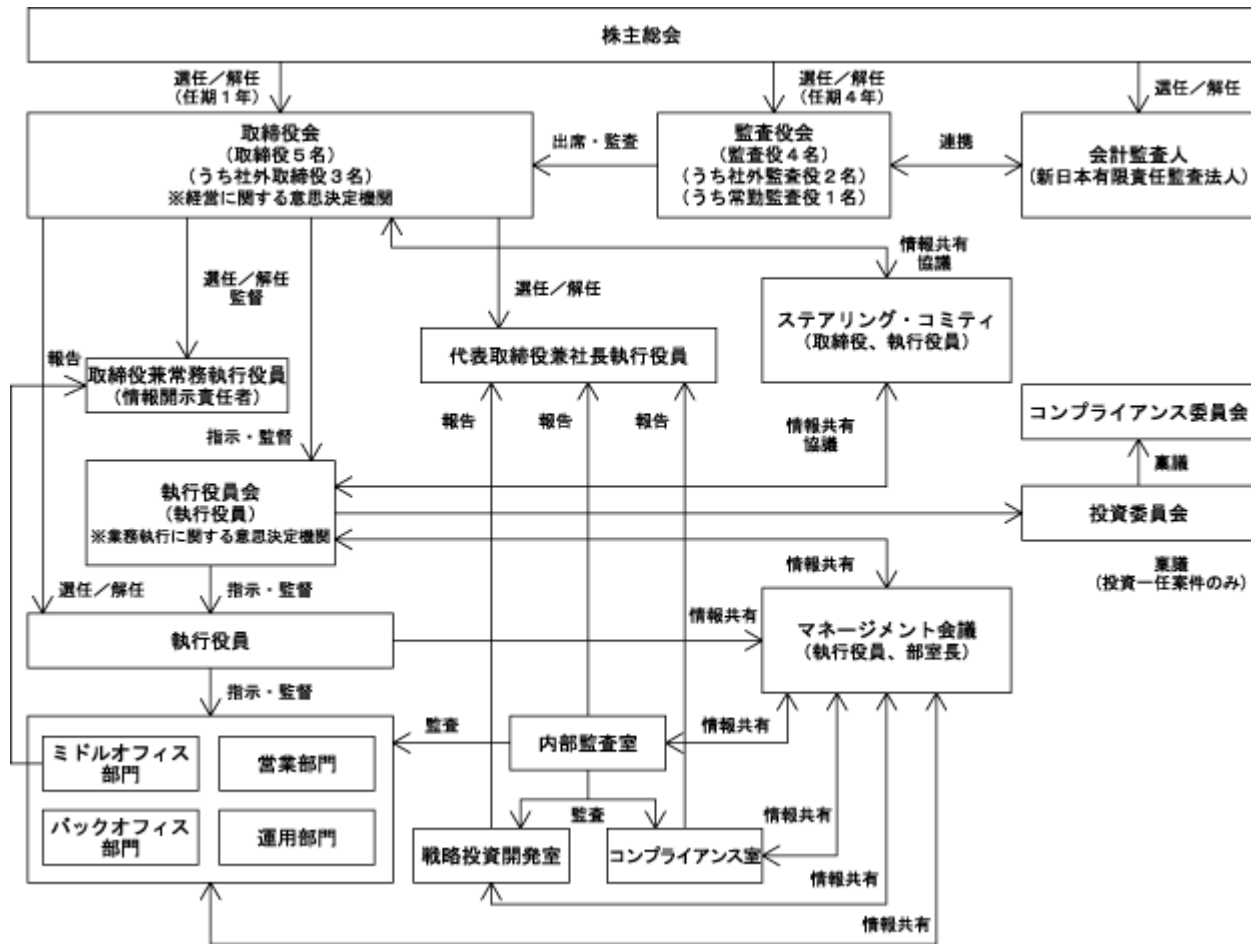 株主総会
選任／解任
(任期１年)
選任／解任
(任期４年)
選任／解任
取締役会
(取締役５名)
(うち社外取締役３名)
※経営に関する意思決定機関
出席・監査
監査役会
(監査役４名)
(うち社外監査役２名)
(うち常勤監査役１名)
連携
会計監査人
(新日本有限責任監査法人)
選任／解任
監督
選任／解任
情報共有
協議
ステアリング・コミティ
(取締役、執行役員)
代表取締役兼社長執行役員
報告
取締役兼常務執行役員
(情報開示責任者)
報告
報告
報告
情報共有
協議
コンプライアンス委員会
稟議
指示・監督
執行役員会
(執行役員)
※業務執行に関する意思決定機関
投資委員会
稟議
(投資一任案件のみ)
情報共有
選任／解任
指示・監督
執行役員
情報共有
マネージメント会議
(執行役員、部室長)
指示・監督
監査
内部監査室
情報共有
ミドルオフィス
部門
営業部門
バックオフィス
部門
運用部門
監査
戦略投資開発室
コンプライアンス室
情報共有
情報共有
情報共有